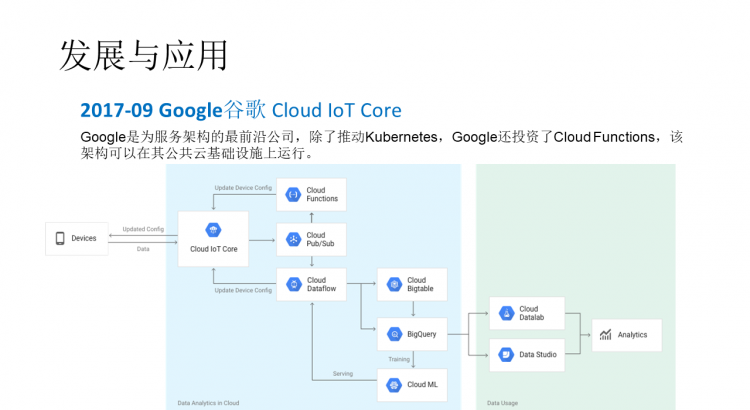 发展与应用
2017-09 Google谷歌 Cloud IoT Core
Google是为服务架构的最前沿公司，除了推动Kubernetes，Google还投资了Cloud Functions，该
架构可以在其公共云基础设施上运行。
Update Device Config
Cloud
Functions
Devices
Updated Config
Data
Cloud IoT Core
Cloud
Pub/Sub
Update Device Config
Cloud
Dataflow
Cloud
Bigtable
BigQuery
Training
Serving
Cloud ML
Cloud
Datalab
Data Studio
Analytics
Data Analytics in Cloud
Data Usage